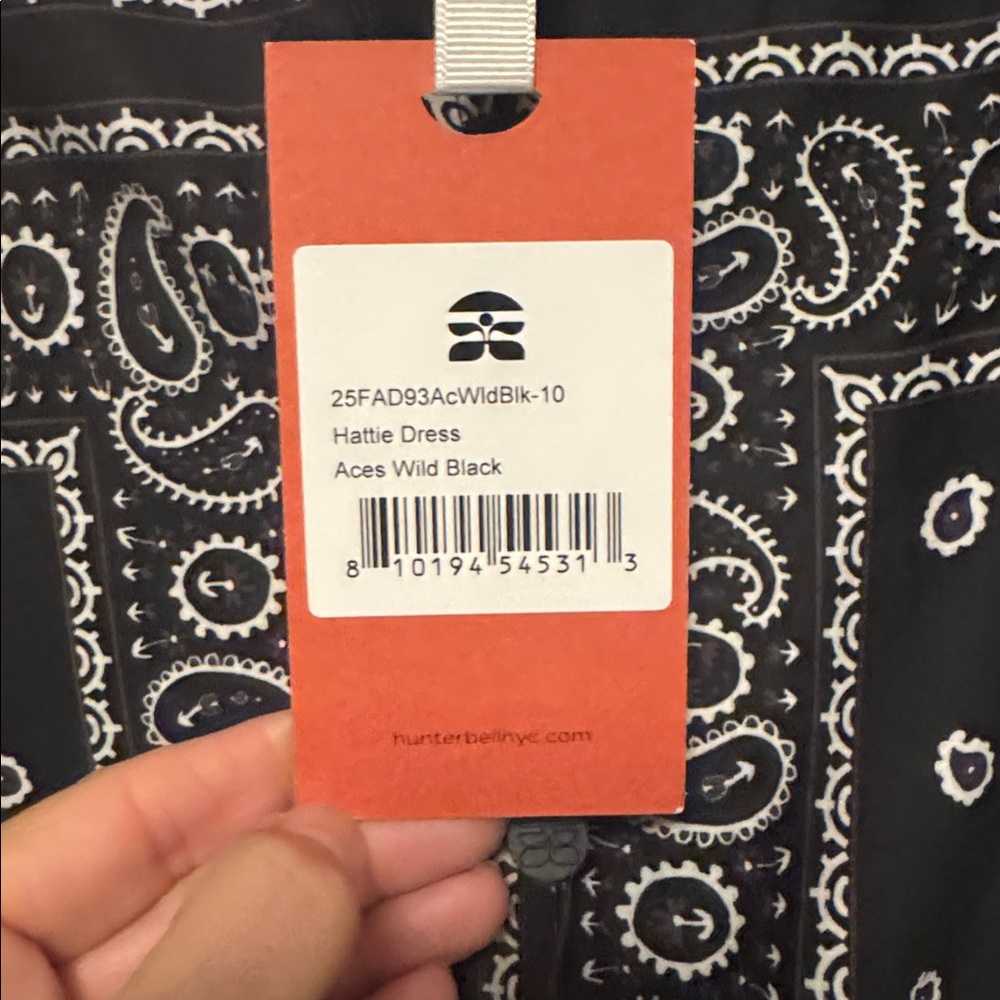 25FAD93AcWldBlk-10
Hattie Dress
Aces Wild Black
8 10194 54531 3
hunterbellnyc.com